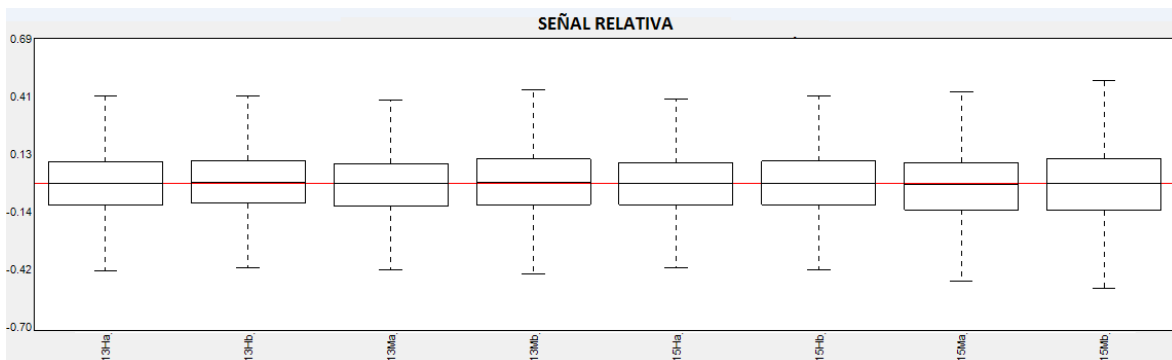 SEÑAL RELATIVA
0.69
0.41
0.13
-0.14
-0.42
-0.70
13Ha
13Hb
13Ma
13Mb
15Ha
15Hb
15Ma
15Mb